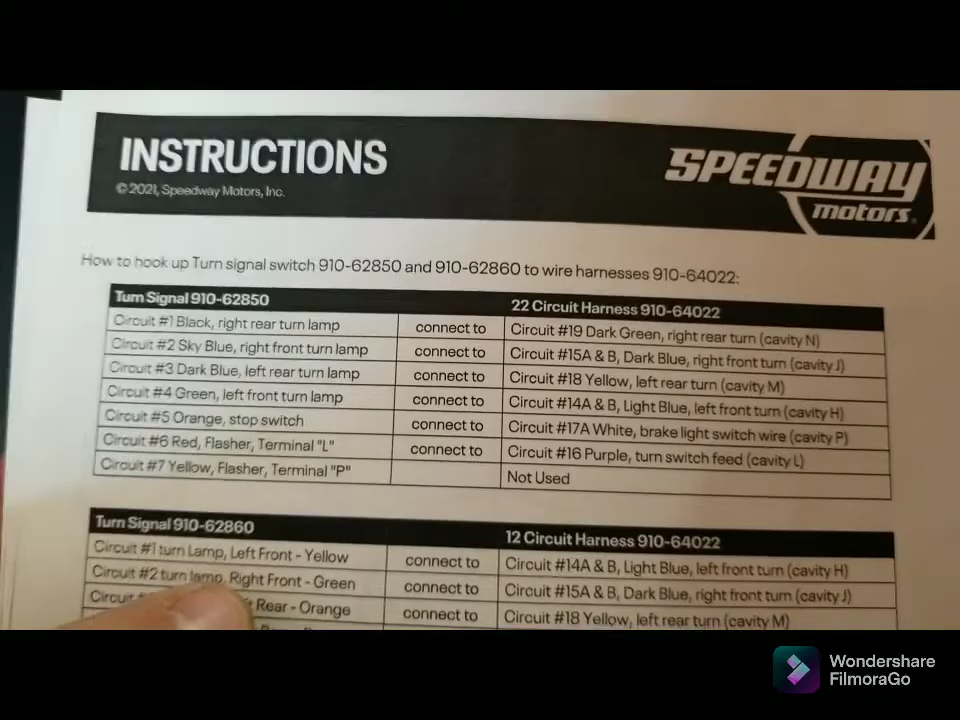 INSTRUCTIONS
© 2021, Speedway Motors, Inc.
SPEEDWAY
motors.
How to hook up Turn signal switch 910-62850 and 910-62860 to wire harnesses 910-64022:
Turn Signal 910-62850 22 Circuit Harness 910-64022
Circuit #1 Black, right rear turn lamp connect to Circuit #19 Dark Green, right rear turn (cavity N)
Circuit #2 Sky Blue, right front turn lamp connect to Circuit #15A & B, Dark Blue, right front turn (cavity J)
Circuit #3 Dark Blue, left rear turn lamp connect to Circuit #18 Yellow, left rear turn (cavity M)
Circuit #4 Green, left front turn lamp connect to Circuit #14A & B, Light Blue, left front turn (cavity H)
Circuit #5 Orange, stop switch connect to Circuit #17A White, brake light switch wire (cavity P)
Circuit #6 Red, Flasher, Terminal "L" connect to Circuit #16 Purple, turn switch feed (cavity L)
Circuit #7 Yellow, Flasher, Terminal "P" Not Used
Turn Signal 910-62860 12 Circuit Harness 910-64022
Circuit #1 turn Lamp, Left Front - Yellow connect to Circuit #14A & B, Light Blue, left front turn (cavity H)
Circuit #2 turn lamp, Right Front - Green connect to Circuit #15A & B, Dark Blue, right front turn (cavity J)
Circuit Rear - Orange connect to Circuit #18 Yellow, left rear turn (cavity M)
Wondershare
FilmoraGo